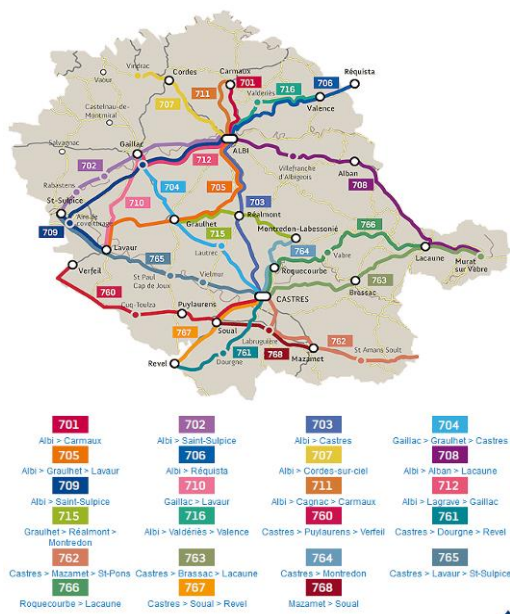 Vindrac
Cordes
Carmaux
701
Réquista
Vaour
711
Valdériès
716
706
707
Valence
Castelnau-de-
Montmiral
Salvagnac
Gaillac
ALBI
712
702
Villefranche
d'Albigeois
Alban
Rabastens
704
705
708
St-Sulpice
710
703
Aire de
covoiturage
Graulhet
Réalmont
766
709
715
Montredon-Labessonié
Lavaur
764
765
Lautrec
Vabre
Lacaune
Verfeil
Roquecourbe
Murat
sur Vèbre
St Paul
Cap de Joux
Vielmur
763
760
CASTRES
Brassac
Cuq-Toulza
Puylaurens
767
Soual
Labruguière
762
761
768
Mazamet
St Amans Soult
Revel
Dourgne
701 702 703 704
Albi > Carmaux Albi > Saint-Sulpice Albi > Castres Gaillac > Graulhet > Castres
705 706 707 708
Albi > Graulhet > Lavaur Albi > Réquista Albi > Cordes-sur-ciel Albi > Alban > Lacaune
709 710 711 712
Albi > Saint-Sulpice Gaillac > Lavaur Albi > Cagnac > Carmaux Albi > Lagrave > Gaillac
715 716 760 761
Graulhet > Réalmont > Montredon Albi > Valdériès > Valence Castres > Puylaurens > Verfeil Castres > Dourgne > Revel
762 763 764 765
Castres > Mazamet > St-Pons Castres > Brassac > Lacaune Castres > Montredon Castres > Lavaur > St-Sulpice
766 767 768
Roquecourbe > Lacaune Castres > Soual > Revel Mazamet > Soual